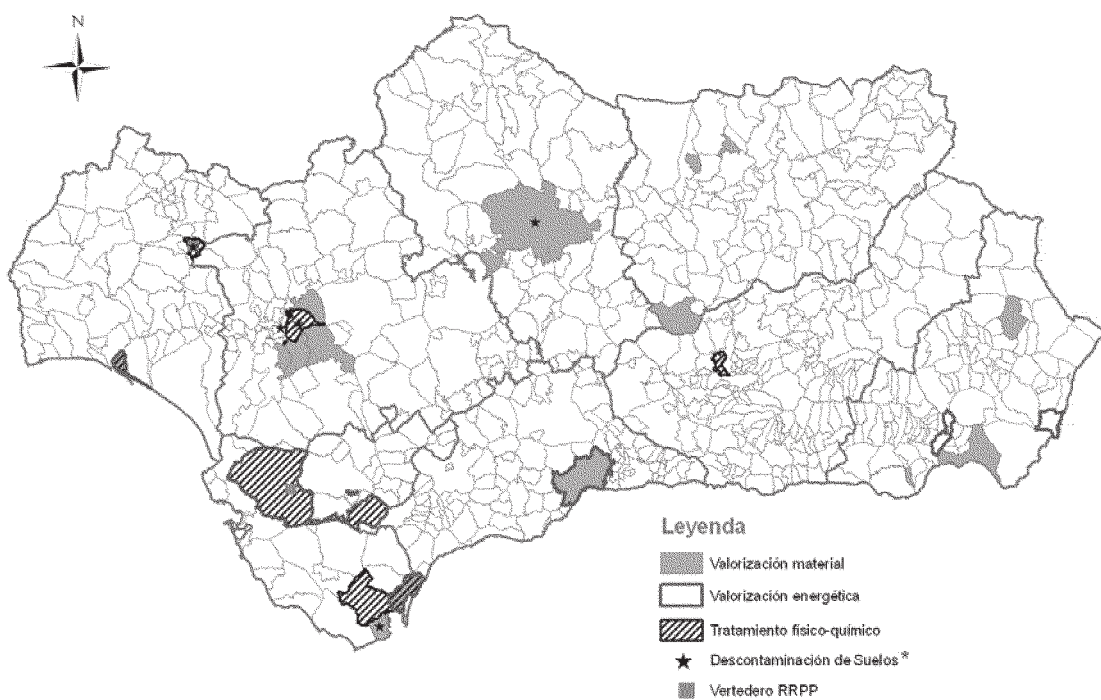 N
Leyenda
Valorización material
Valorización energética
Tratamiento físico-químico
Descontaminación de Suelos*
Vertedero RRPP